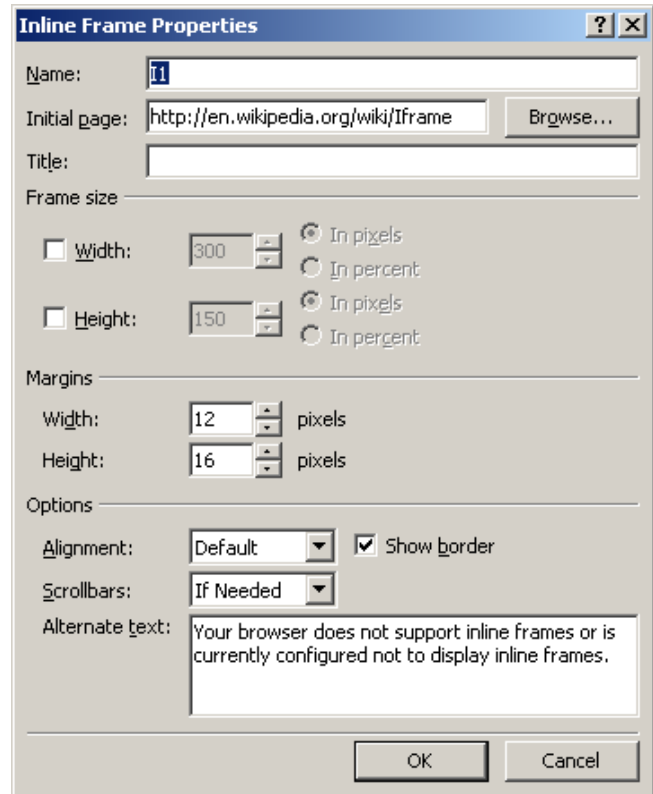 Inline Frame Properties
Name: I1
Initial page: http://en.wikipedia.org/wiki/Iframe Browse...
Title:
Frame size
Width: 300 In pixels
In percent
Height: 150 In pixels
In percent
Margins
Width: 12 pixels
Height: 16 pixels
Options
Alignment: Default Show border
Scrollbars: If Needed
Alternate text: Your browser does not support inline frames or is
currently configured not to display inline frames.
OK Cancel